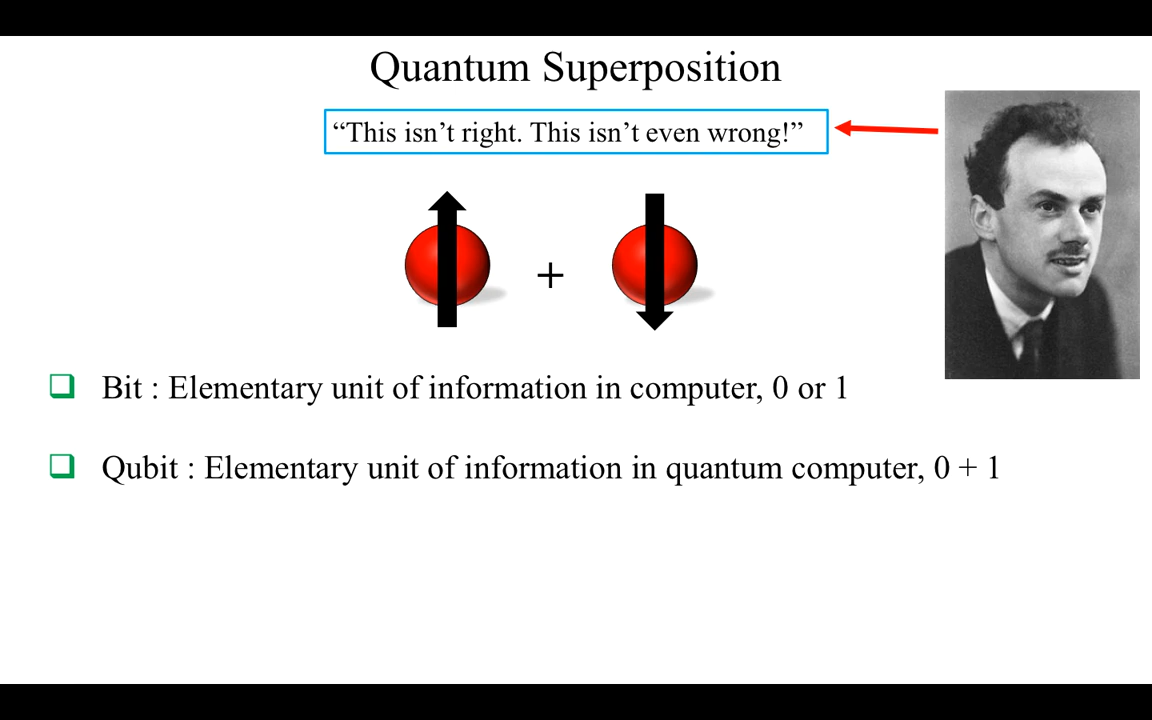 Quantum Superposition
“This isn’t right. This isn’t even wrong!”
+
Bit : Elementary unit of information in computer, 0 or 1
Qubit : Elementary unit of information in quantum computer, 0 + 1